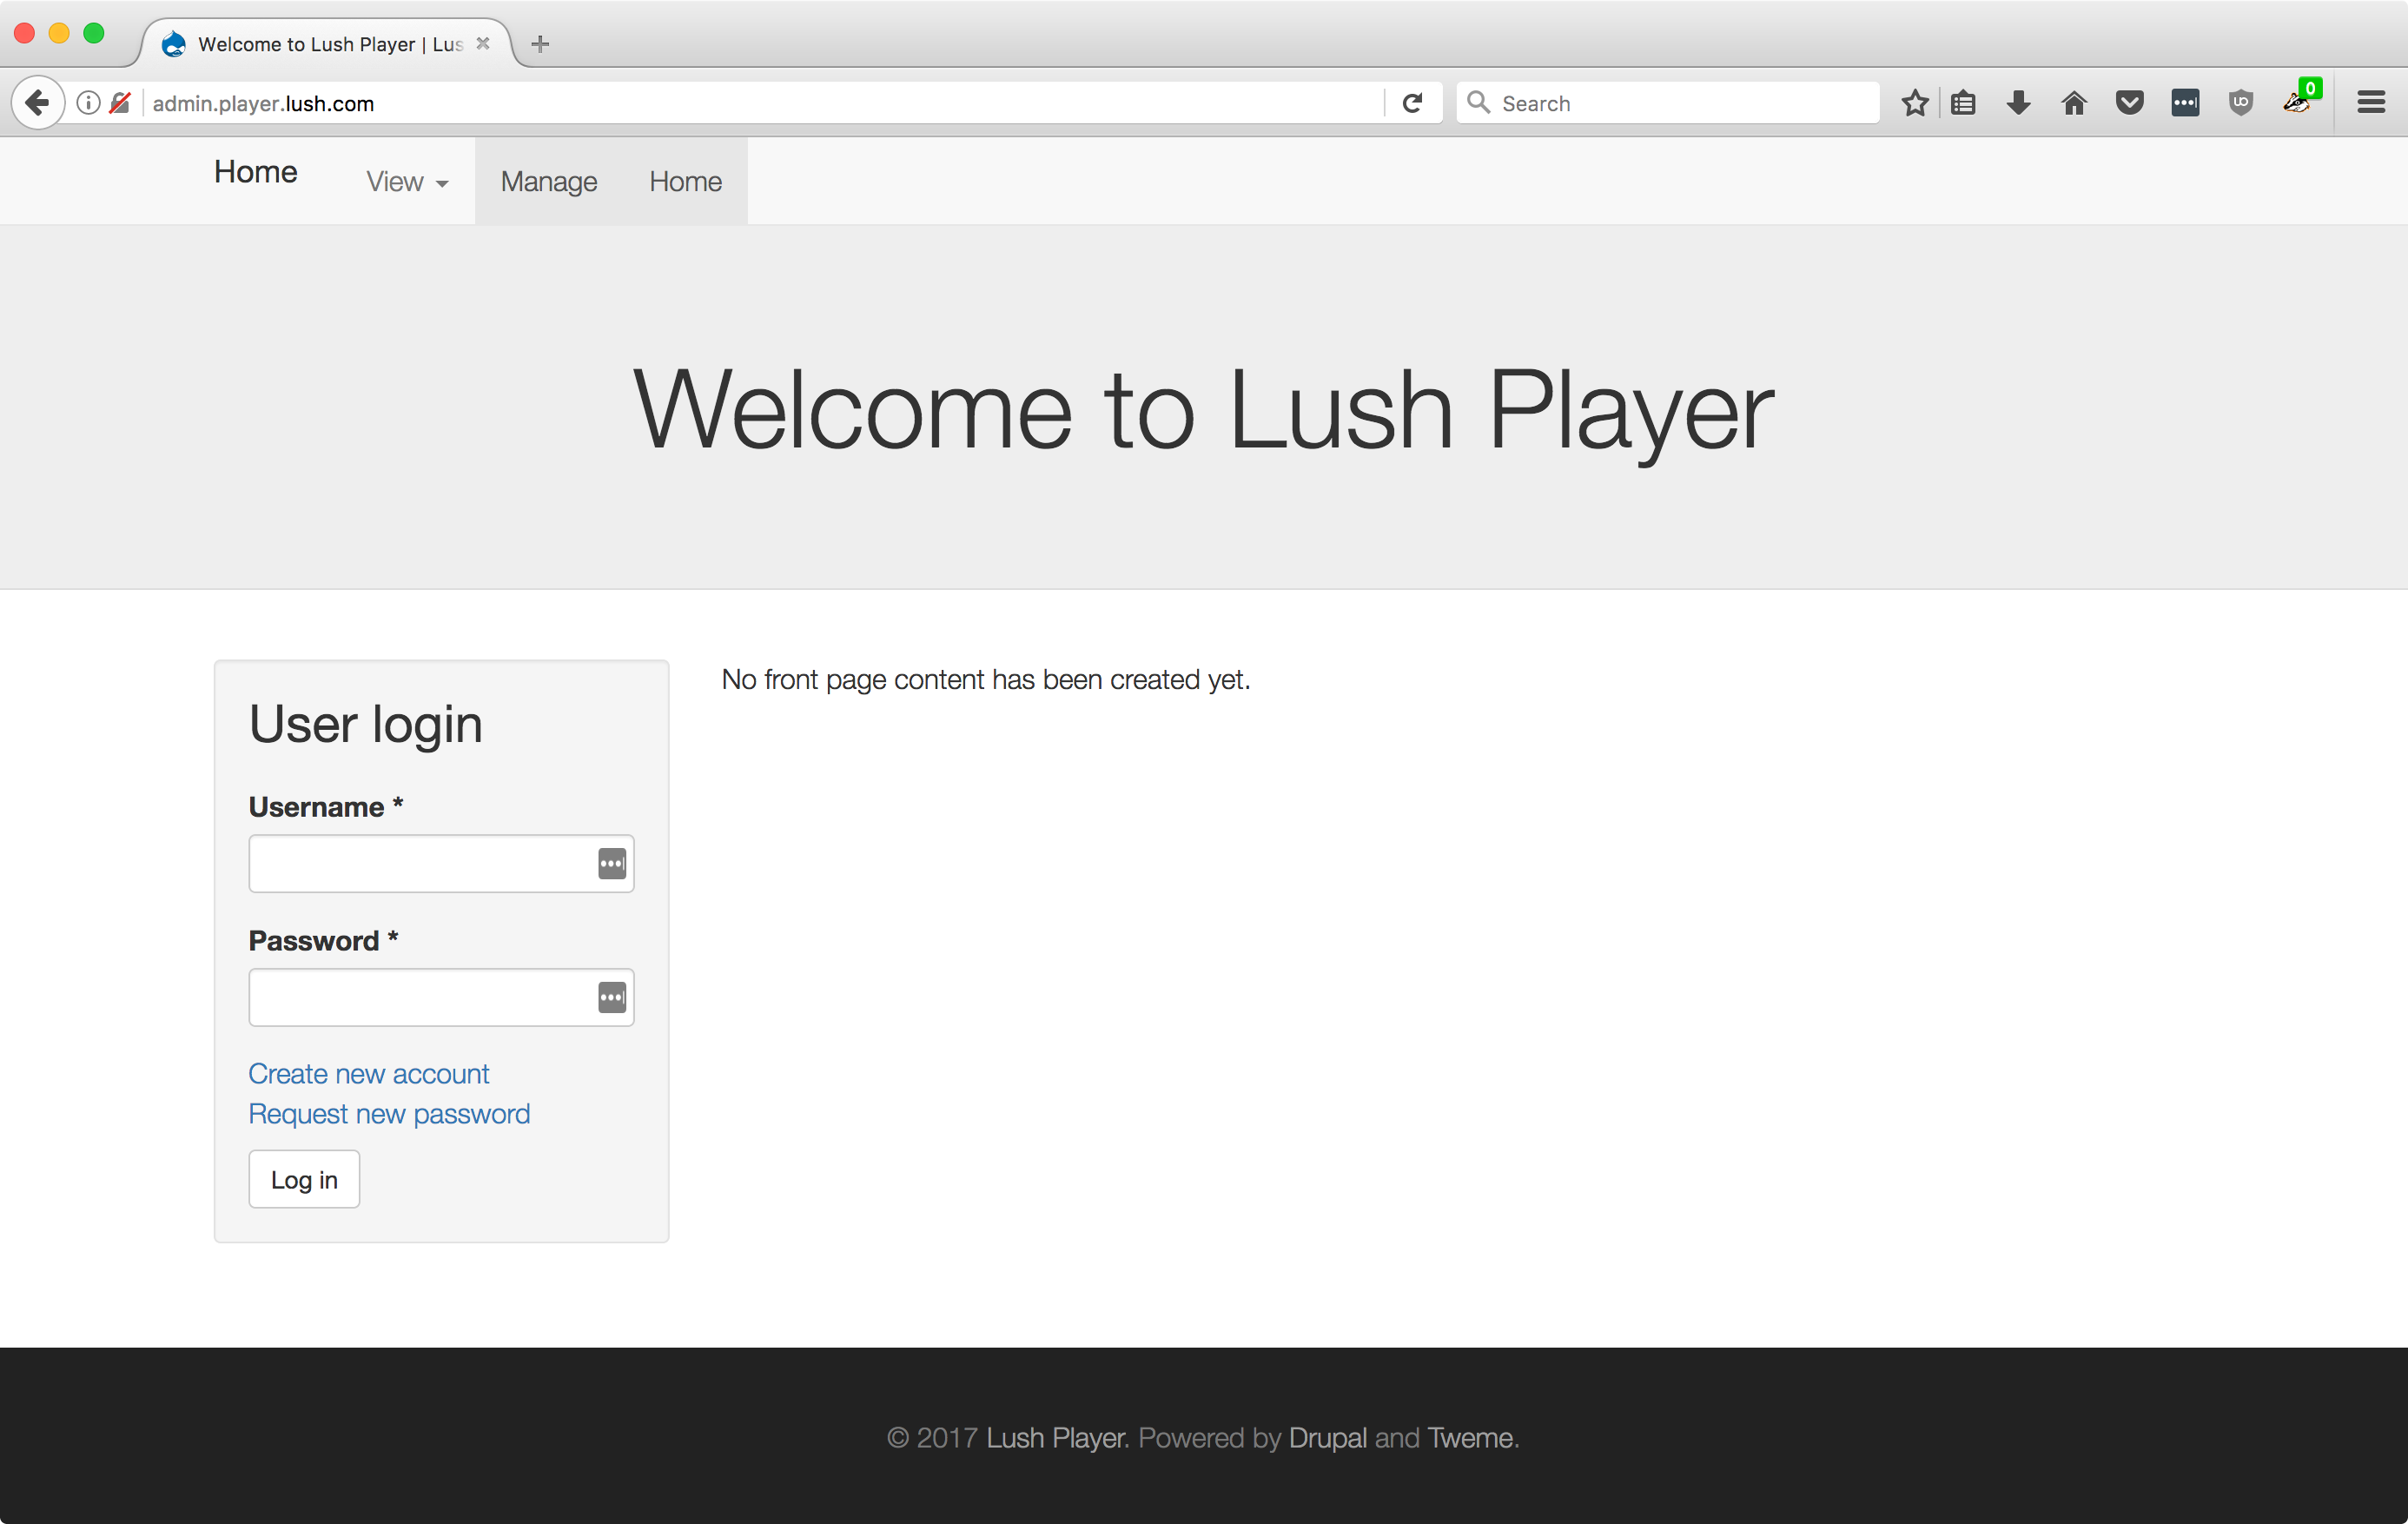 Welcome to Lush Player | Lus
admin.player.lush.com
Search
0
Home
View
Manage
Home
Welcome to Lush Player
User login
Username *
Password *
Create new account
Request new password
Log in
No front page content has been created yet.
© 2017 Lush Player. Powered by Drupal and Tweme.